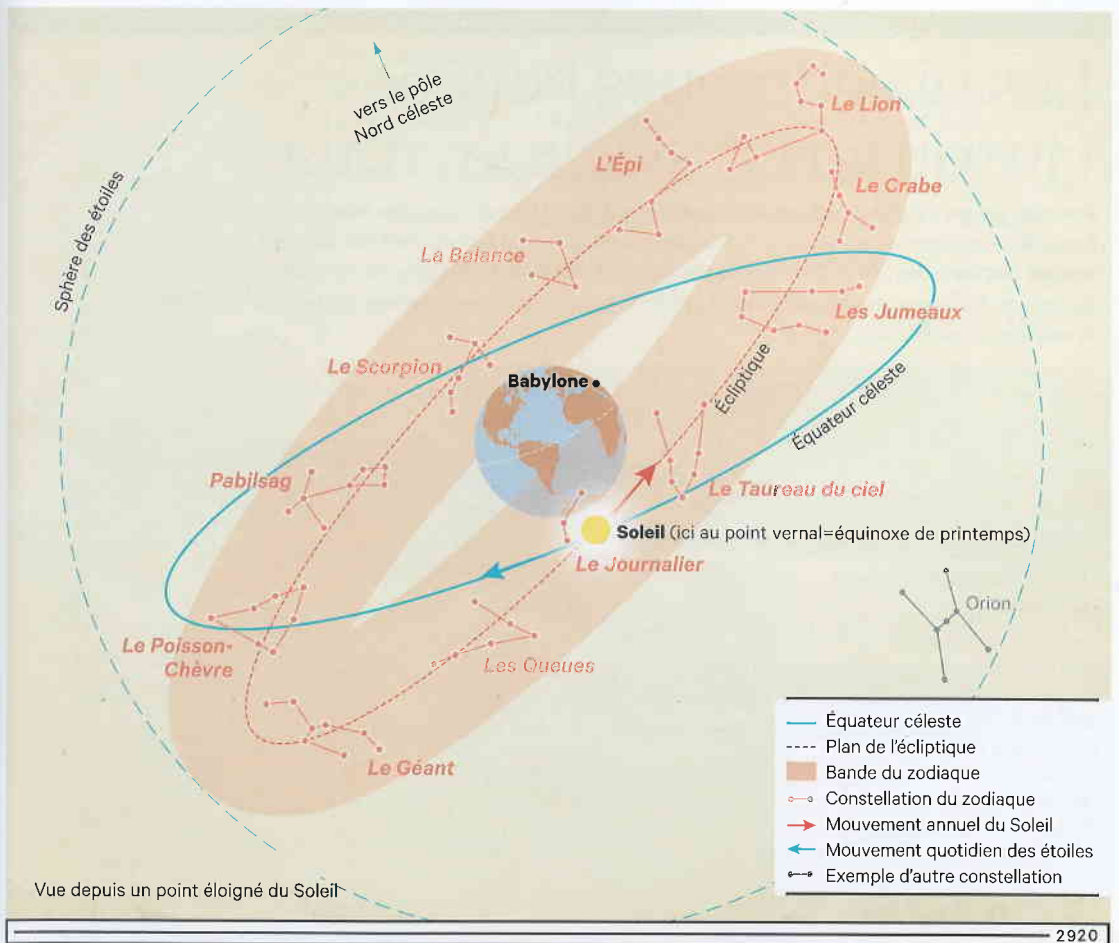 vers le pôle
Nord céleste
Sphère des étoiles
Le Lion
L'Épi
Le Crabe
La Balance
Les Jumeaux
Le Scorpion
Babylone
Écliptique
Équateur céleste
Pabilsag
Le Taureau du ciel
Soleil (ici au point vernal=équinoxe de printemps)
Le Journalier
Orion
Le Poisson-
Chèvre
Les Queues
Le Géant
Équateur céleste
Plan de l'écliptique
Bande du zodiaque
Constellation du zodiaque
Mouvement annuel du Soleil
Mouvement quotidien des étoiles
Exemple d'autre constellation
Vue depuis un point éloigné du Soleil
2920